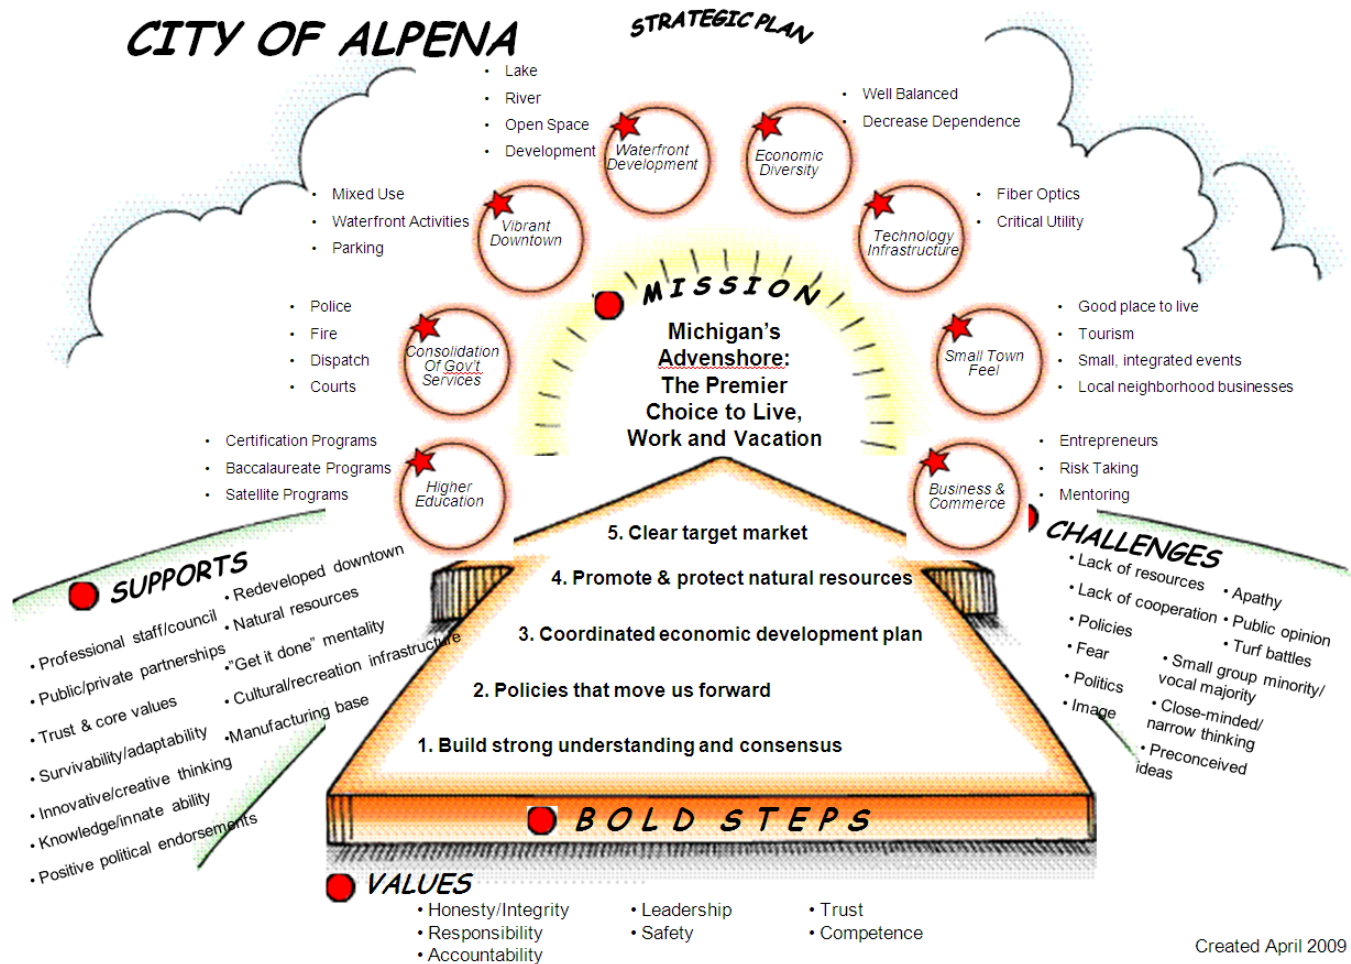 CITY OF ALPENA
STRATEGIC PLAN
• Lake
• River
• Open Space
• Development
Waterfront
Development
• Well Balanced
• Decrease Dependence
Economic
Diversity
• Mixed Use
• Waterfront Activities
• Parking
Vibrant
Downtown
• Fiber Optics
• Critical Utility
Technology
Infrastructure
• Police
• Fire
• Dispatch
• Courts
Consolidation
Of Gov't
Services
• Good place to live
• Tourism
• Small, integrated events
• Local neighborhood businesses
Small Town
Feel
• Certification Programs
• Baccalaureate Programs
• Satellite Programs
Higher
Education
• Entrepreneurs
• Risk Taking
• Mentoring
Business &
Commerce
MISSION
Michigan's
Advenshore:
The Premier
Choice to Live,
Work and Vacation
5. Clear target market
4. Promote & protect natural resources
3. Coordinated economic development plan
2. Policies that move us forward
1. Build strong understanding and consensus
BOLD STEPS
SUPPORTS
• Professional staff/council
• Public/private partnerships
• Trust & core values
• Survivability/adaptability
• Innovative/creative thinking
• Knowledge/innate ability
• Positive political endorsements
• Redeveloped downtown
• Natural resources
•"Get it done" mentality
• Cultural/recreation infrastructure
•Manufacturing base
CHALLENGES
• Lack of resources
• Lack of cooperation
• Policies
• Fear
• Politics
• Image
• Apathy
• Public opinion
• Turf battles
• Small group minority/
vocal majority
• Close-minded/
narrow thinking
• Preconceived
ideas
VALUES
• Honesty/Integrity
• Responsibility
• Accountability
• Leadership
• Safety
• Trust
• Competence
Created April 2009